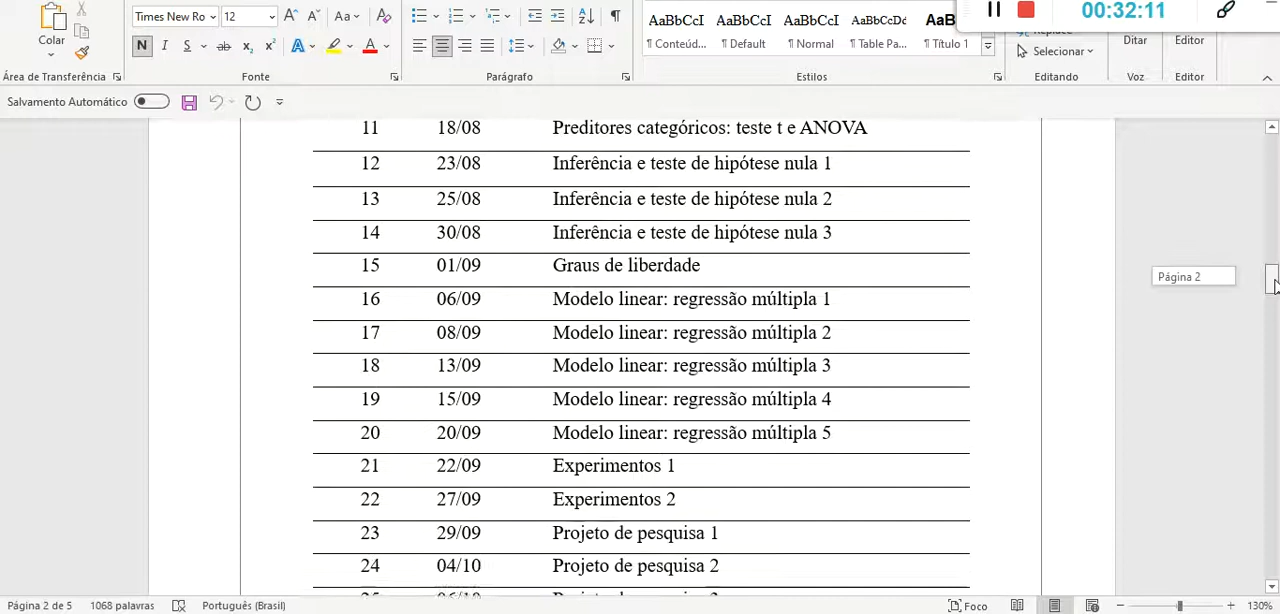 Times New Ro 12 Aa AaBbCcI AaBbCcI AaBbCcI AaBbCcDd AaB 00:32:11
Colar N I S ab x₂ x² A A ¶ Conteúd... ¶ Default ¶ Normal ¶ Table Pa... ¶ Título 1 Selecionar Ditar Editor
Área de Transferência Fonte Parágrafo Estilos Editando Voz Editor
Salvamento Automático
11 18/08 Preditores categóricos: teste t e ANOVA
12 23/08 Inferência e teste de hipótese nula 1
13 25/08 Inferência e teste de hipótese nula 2
14 30/08 Inferência e teste de hipótese nula 3
15 01/09 Graus de liberdade
Página 2
16 06/09 Modelo linear: regressão múltipla 1
17 08/09 Modelo linear: regressão múltipla 2
18 13/09 Modelo linear: regressão múltipla 3
19 15/09 Modelo linear: regressão múltipla 4
20 20/09 Modelo linear: regressão múltipla 5
21 22/09 Experimentos 1
22 27/09 Experimentos 2
23 29/09 Projeto de pesquisa 1
24 04/10 Projeto de pesquisa 2
Página 2 de 5 1068 palavras Português (Brasil) Foco 130%